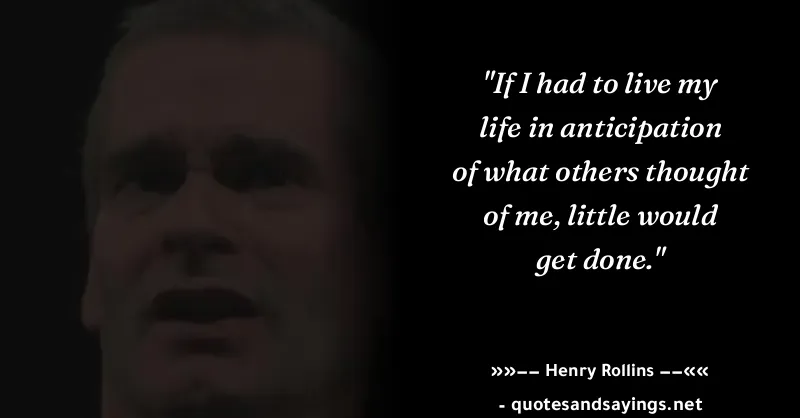 "If I had to live my
life in anticipation
of what others thought
of me, little would
get done."
»»–– Henry Rollins ––««
- quotesandsayings.net